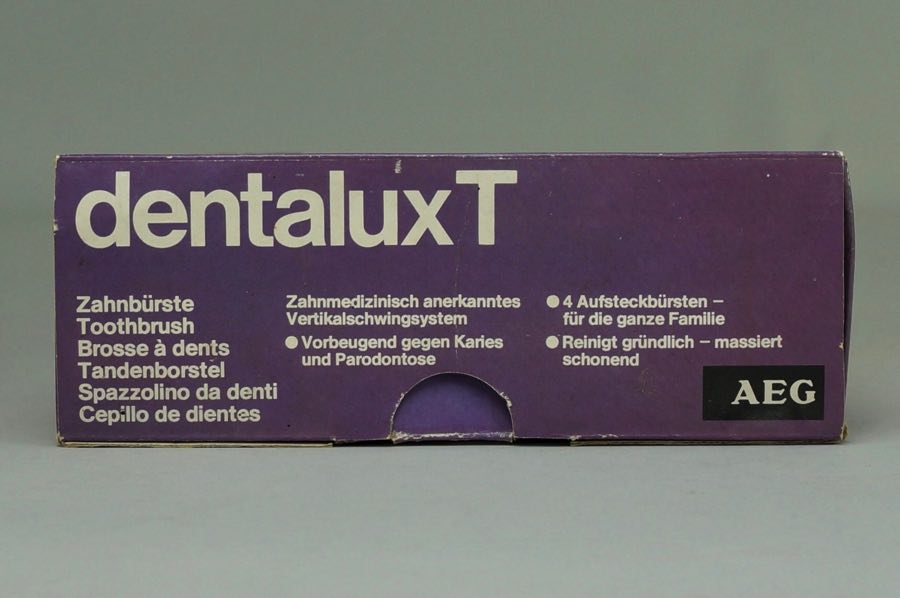 dentalux T
Zahnbürste
Toothbrush
Brosse à dents
Tandenborstel
Spazzolino da denti
Cepillo de dientes
Zahnmedizinisch anerkanntes
Vertikalschwingsystem
● Vorbeugend gegen Karies
und Parodontose
● 4 Aufsteckbürsten –
für die ganze Familie
● Reinigt gründlich – massiert
schonend
AEG